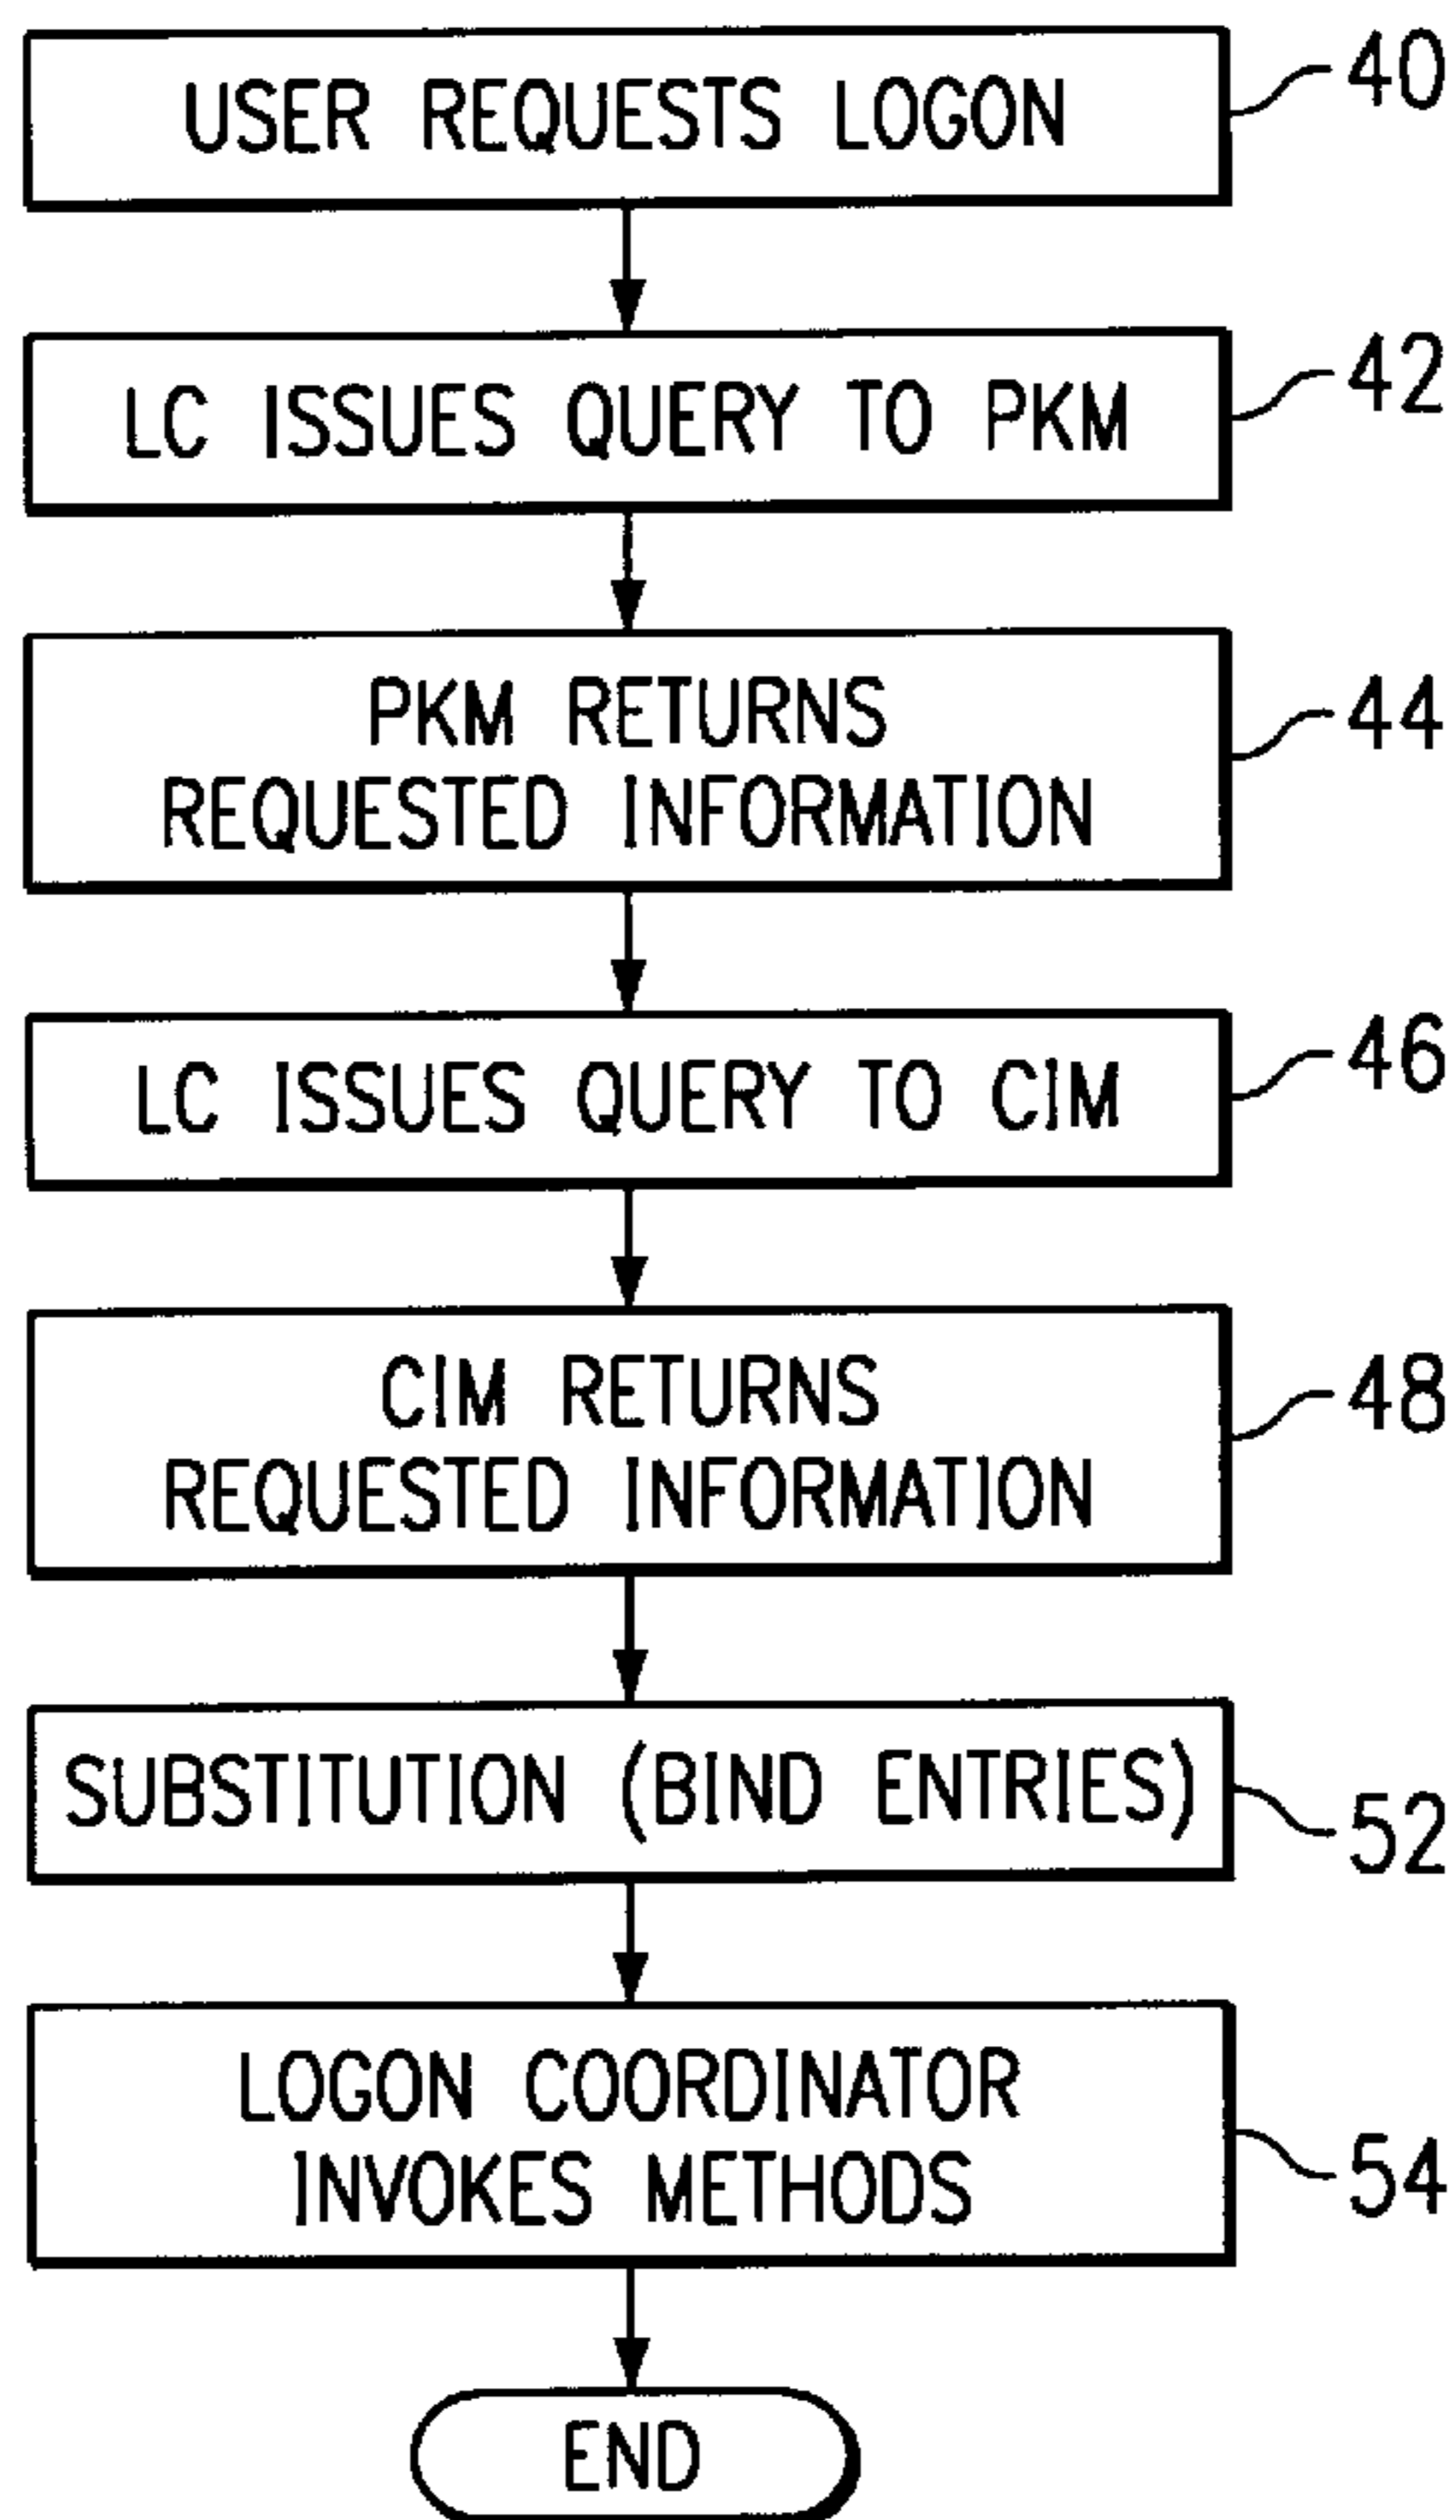 USER REQUESTS LOGON 40
LC ISSUES QUERY TO PKM 42
PKM RETURNS
REQUESTED INFORMATION 44
LC ISSUES QUERY TO CIM 46
CIM RETURNS
REQUESTED INFORMATION 48
SUBSTITUTION (BIND ENTRIES) 52
LOGON COORDINATOR
INVOKES METHODS 54
END